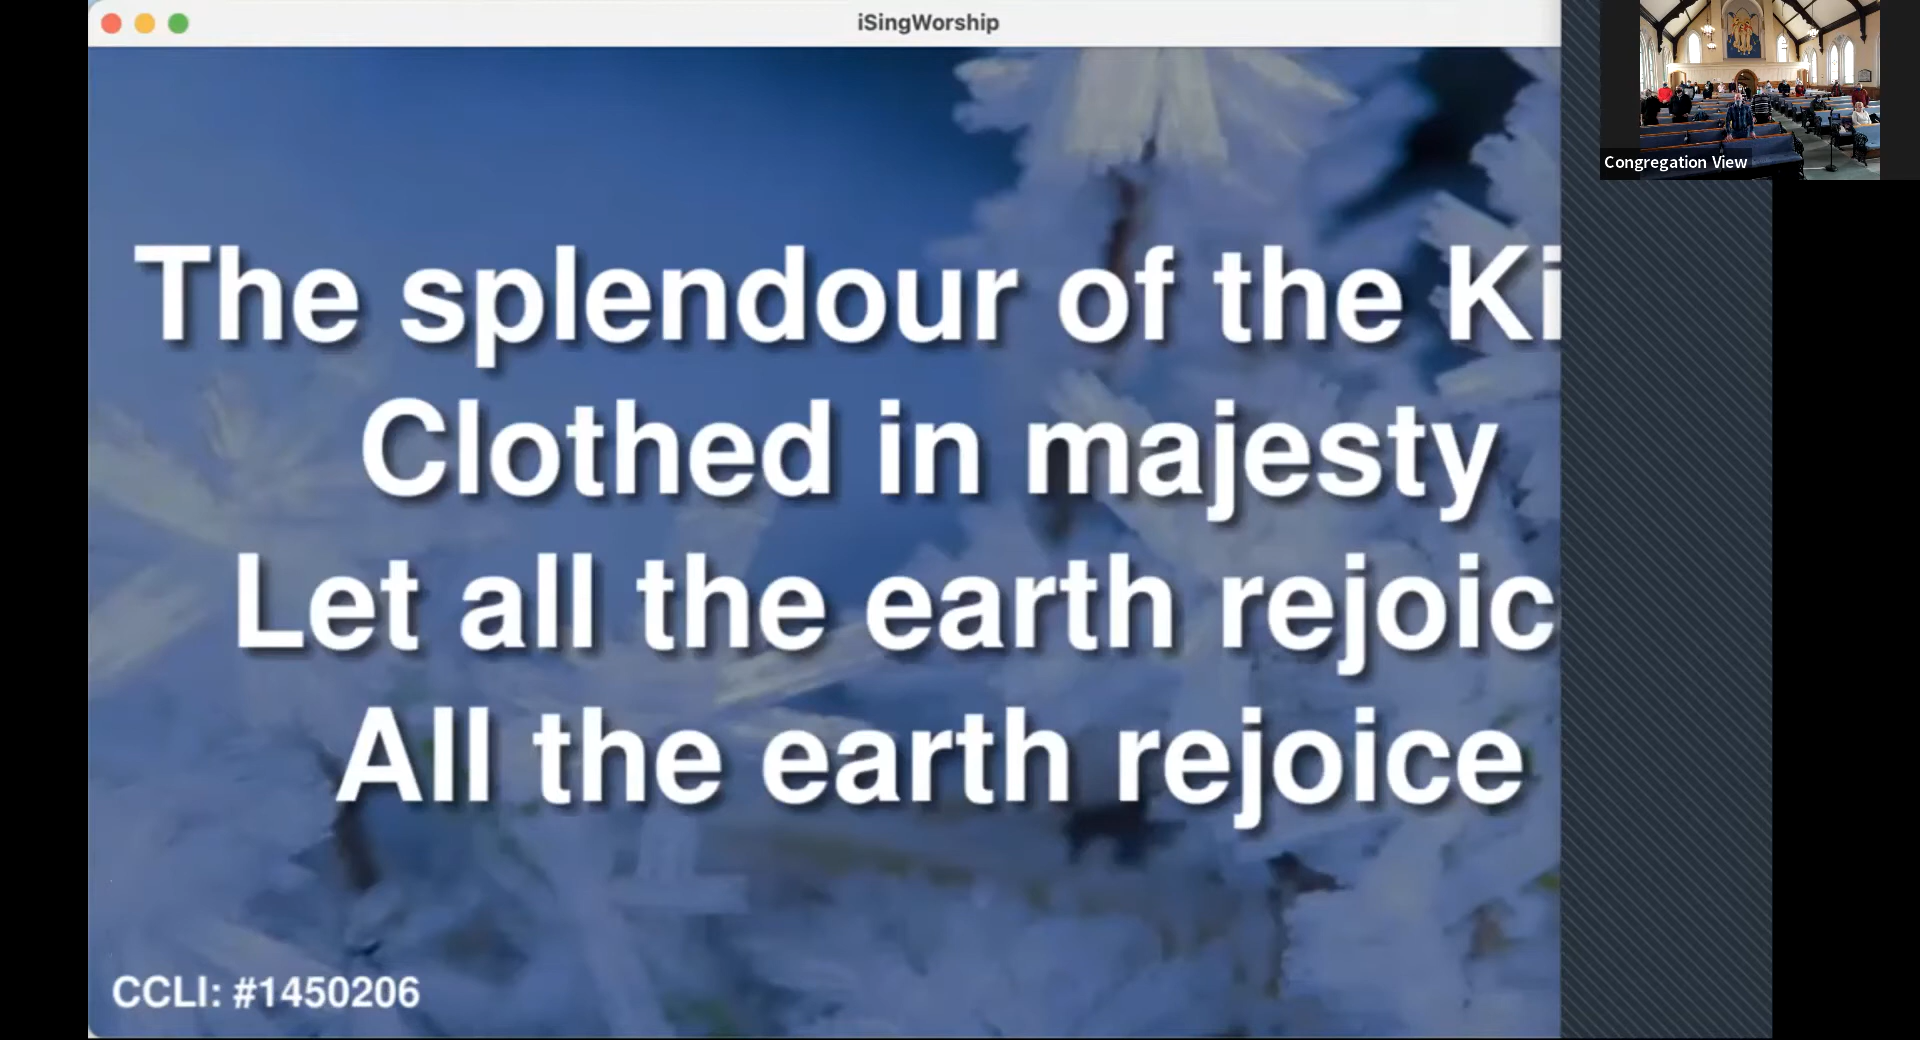 iSingWorship
Congregation View
The splendour of the Ki
Clothed in majesty
Let all the earth rejoic
All the earth rejoice
CCLI: #1450206